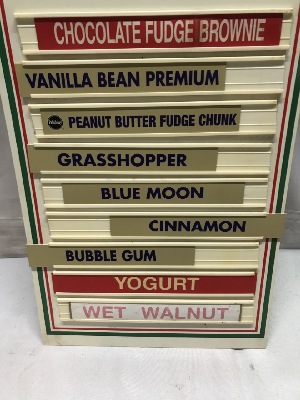 CHOCOLATE FUDGE BROWNIE
VANILLA BEAN PREMIUM
PEANUT BUTTER FUDGE CHUNK
GRASSHOPPER
BLUE MOON
CINNAMON
BUBBLE GUM
YOGURT
WET WALNUT